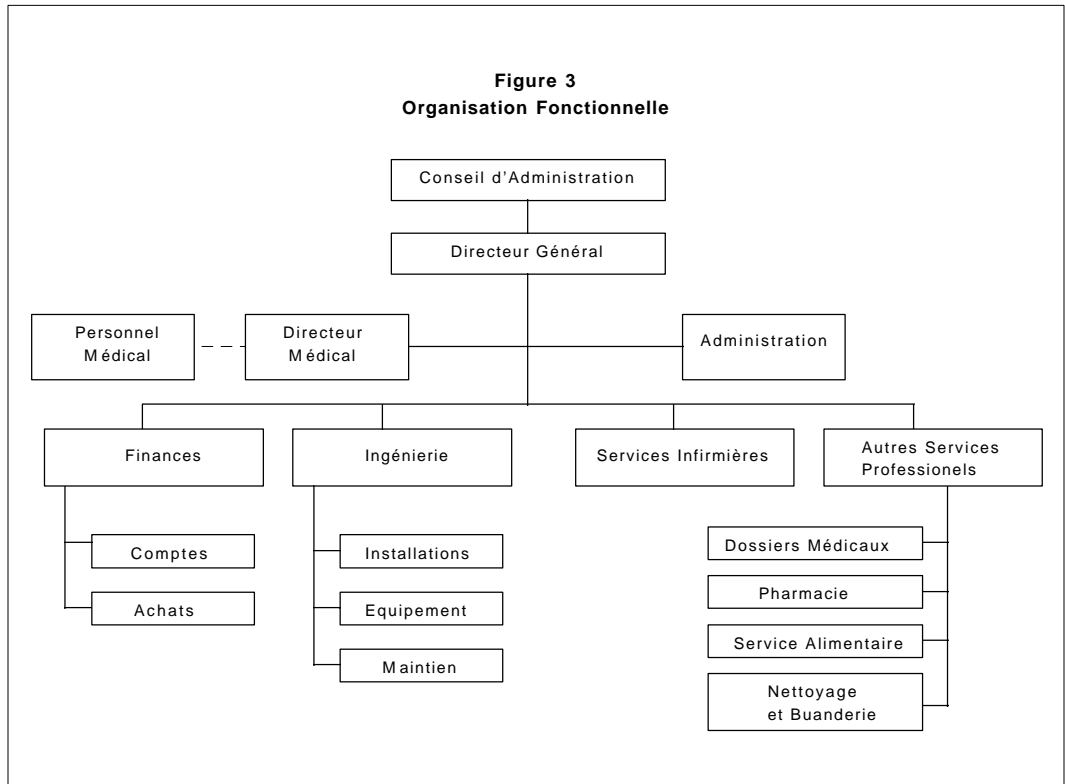 Figure 3
Organisation Fonctionnelle
Conseil d'Administration
Directeur Général
Personnel
Médical
Directeur
Médical
Administration
Finances
Ingénierie
Services Infirmières
Autres Services
Professionels
Comptes
Achats
Installations
Equipement
Maintien
Dossiers Médicaux
Pharmacie
Service Alimentaire
Nettoyage
et Buanderie